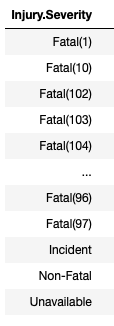 Injury.Severity
Fatal(1)
Fatal(10)
Fatal(102)
Fatal(103)
Fatal(104)
...
Fatal(96)
Fatal(97)
Incident
Non-Fatal
Unavailable